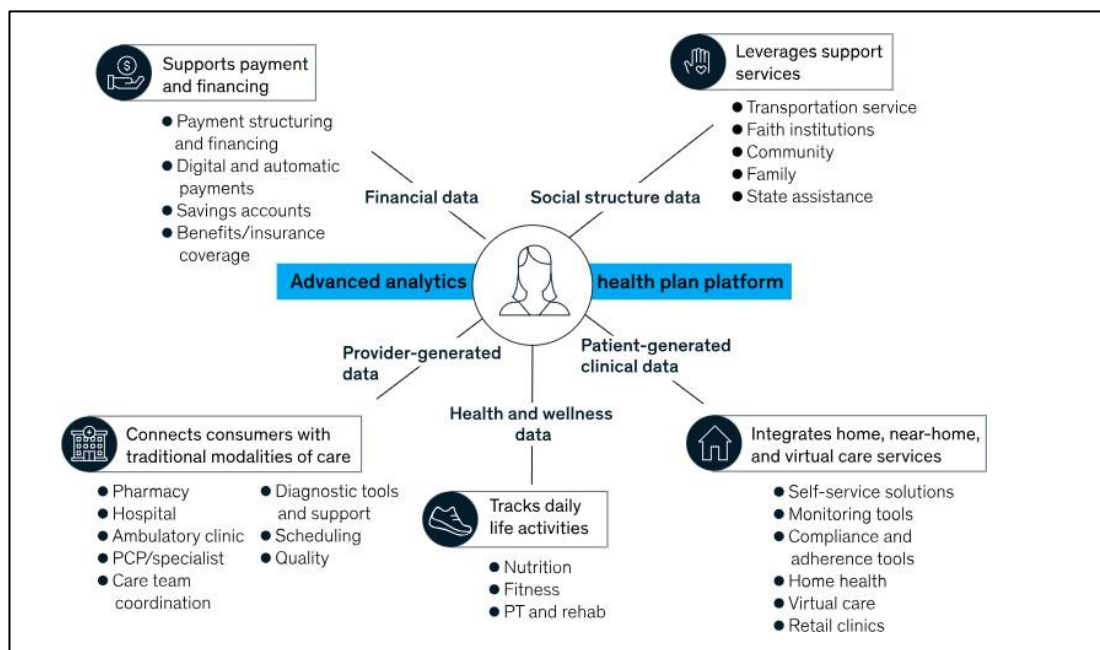 Supports payment
and financing
● Payment structuring
and financing
● Digital and automatic
payments
● Savings accounts
● Benefits/insurance
coverage
Leverages support
services
● Transportation service
● Faith institutions
● Community
● Family
● State assistance
Financial data
Social structure data
Advanced analytics
health plan platform
Provider-generated
data
Patient-generated
clinical data
Health and wellness
data
Connects consumers with
traditional modalities of care
● Pharmacy
● Hospital
● Ambulatory clinic
● PCP/specialist
● Care team
coordination
● Diagnostic tools
and support
● Scheduling
● Quality
Tracks daily
life activities
● Nutrition
● Fitness
● PT and rehab
Integrates home, near-home,
and virtual care services
● Self-service solutions
● Monitoring tools
● Compliance and
adherence tools
● Home health
● Virtual care
● Retail clinics